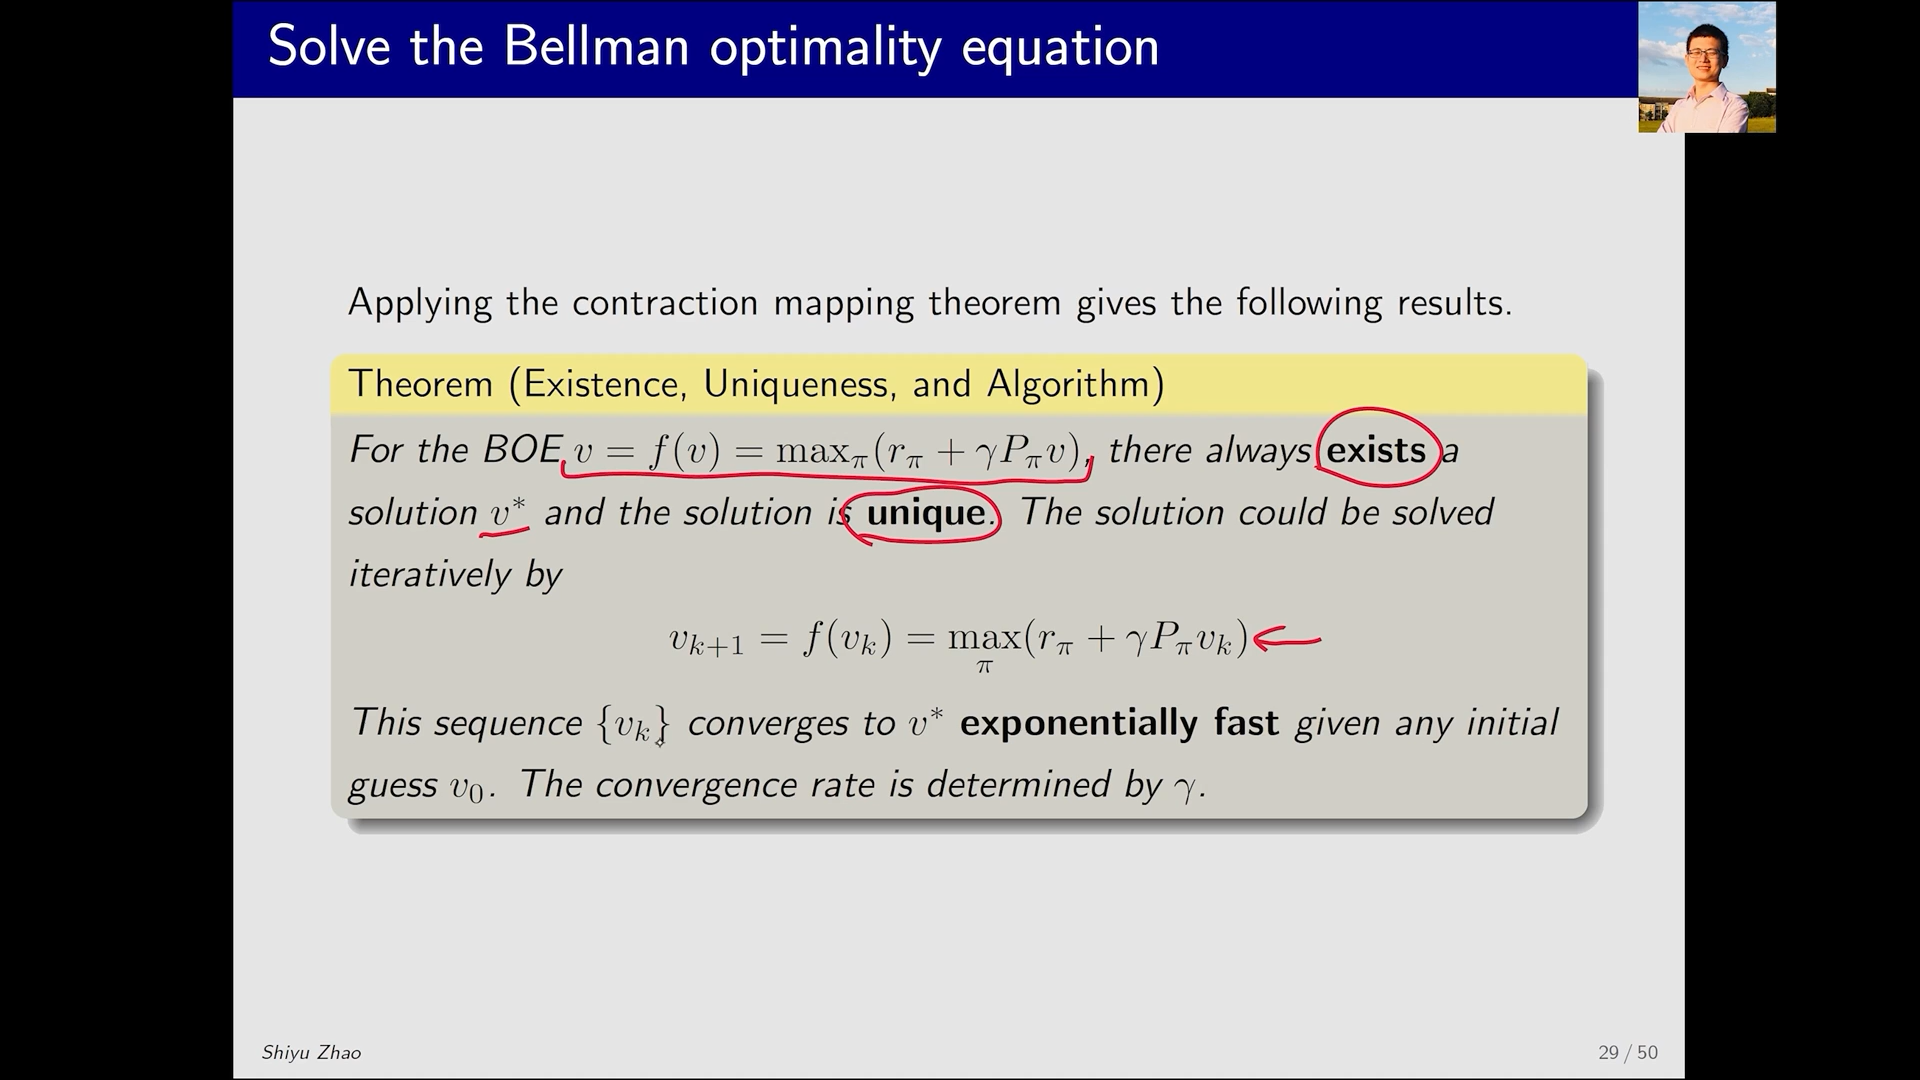 Solve the Bellman optimality equation
Applying the contraction mapping theorem gives the following results.
Theorem (Existence, Uniqueness, and Algorithm)
For the BOE v = f(v) = max_π(r_π + γP_πv), there always exists a
solution v* and the solution is unique. The solution could be solved
iteratively by
v_{k+1} = f(v_k) = max_π(r_π + γP_πv_k)
This sequence {v_k} converges to v* exponentially fast given any initial
guess v_0. The convergence rate is determined by γ.
Shiyu Zhao
29 / 50